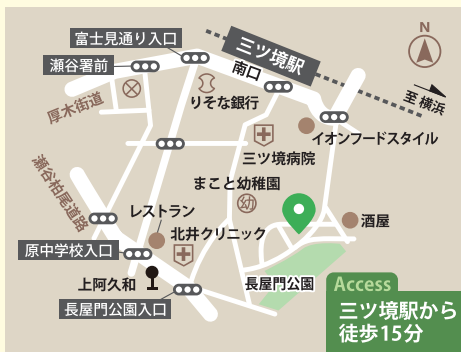 富士見通り入口
瀬谷署前
三ツ境駅
南口
N
至 横浜
厚木街道
りそな銀行
イオンフードスタイル
三ツ境病院
まこと幼稚園
幼
瀬谷柏尾道路
レストラン
酒屋
北井クリニック
原中学校入口
上阿久和
長屋門公園
長屋門公園入口
Access
三ツ境駅から
徒歩15分